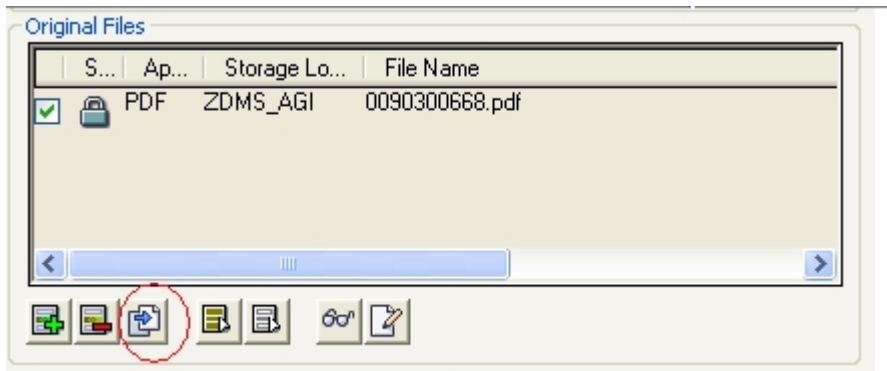 Original Files
S... Ap... Storage Lo... File Name
PDF ZDMS_AGI 0090300668.pdf